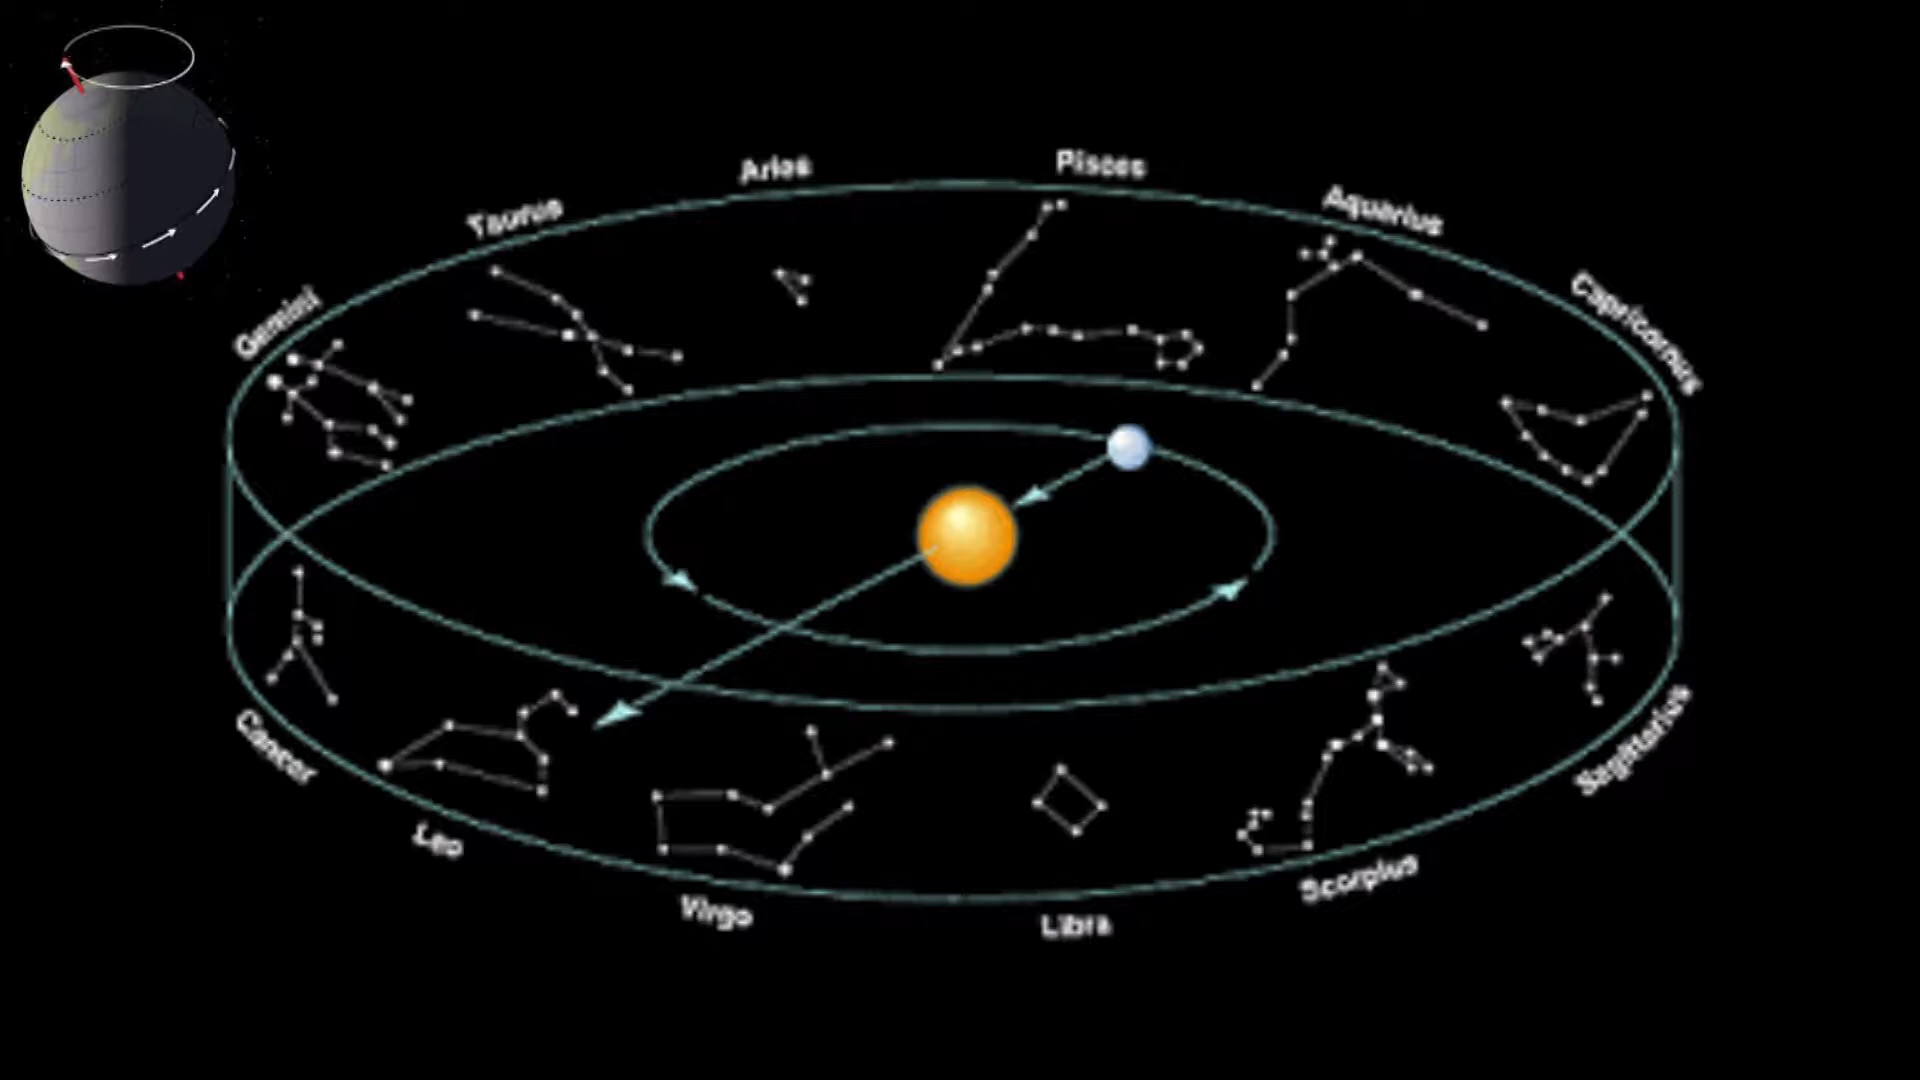 Pisces
Aries
Aquarius
Taurus
Gemini
Capricornus
Cancer
Sagittarius
Leo
Scorpius
Virgo
Libra